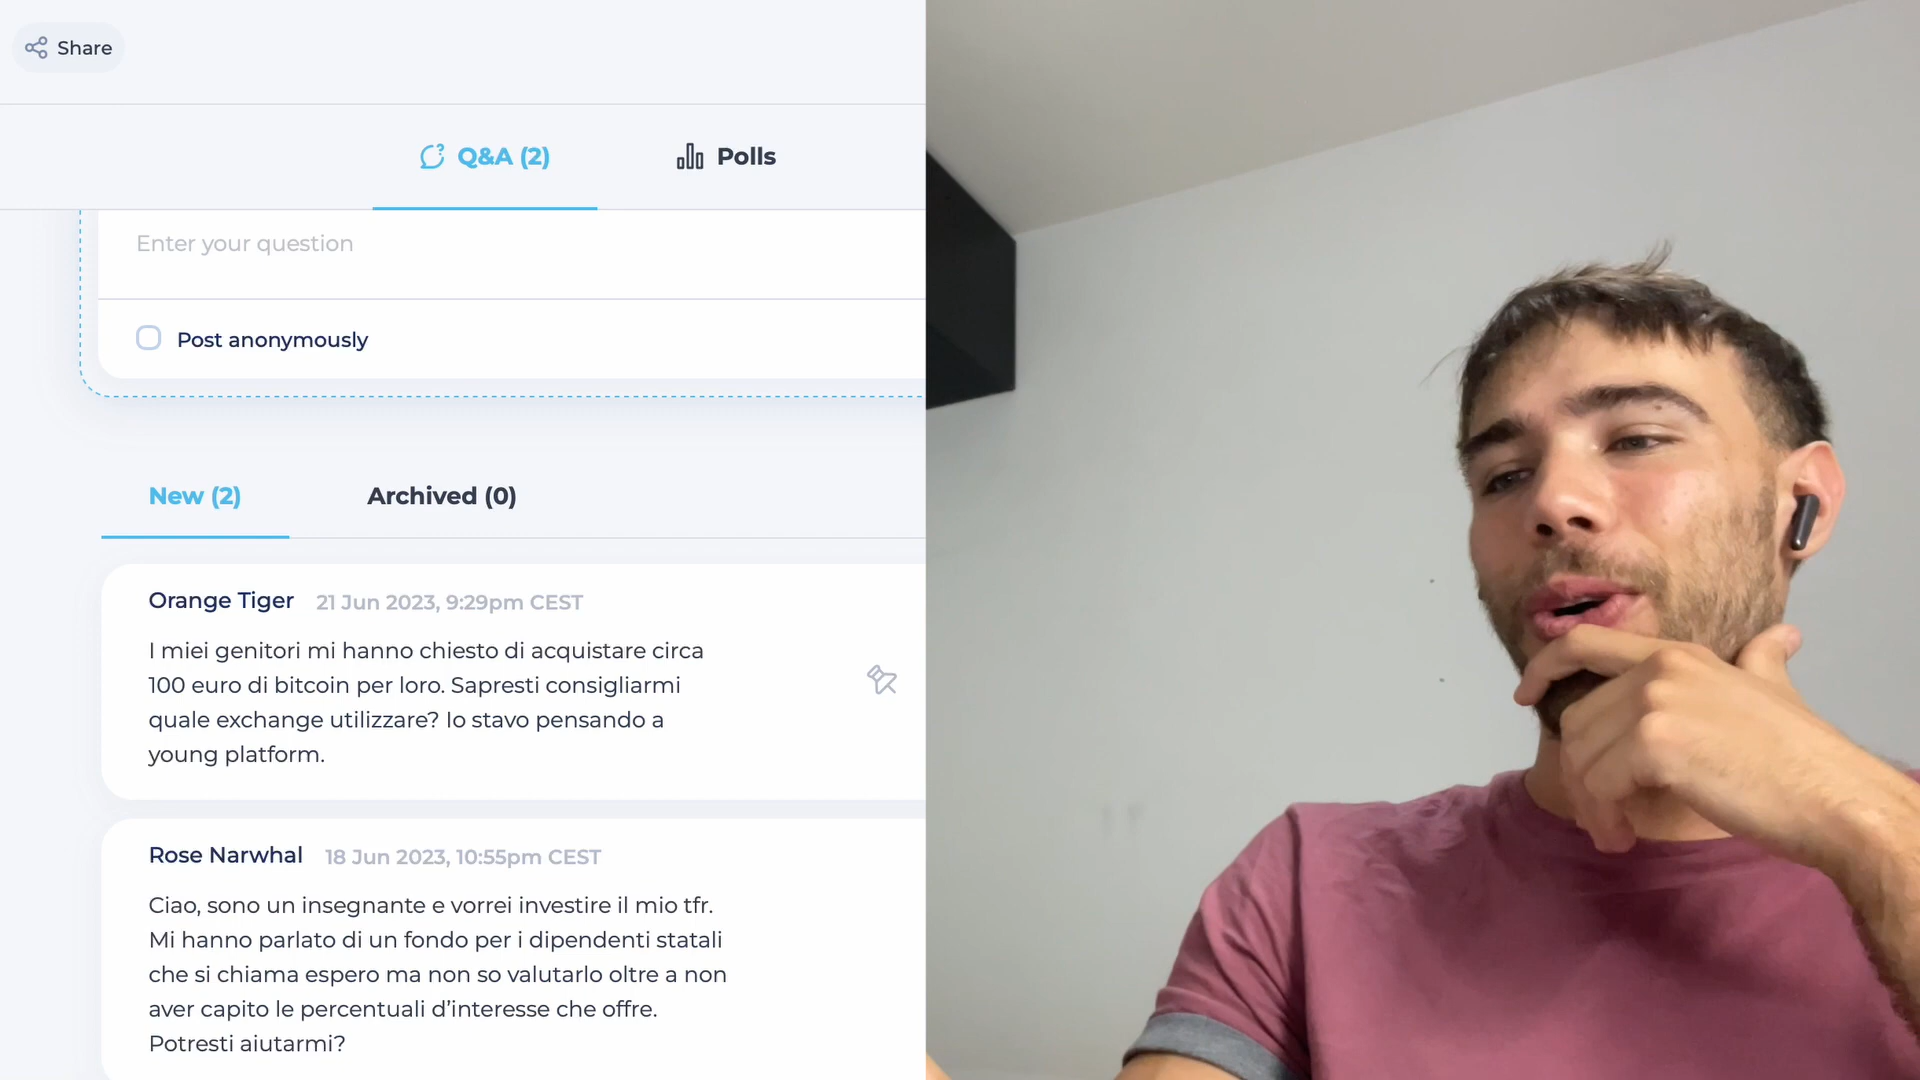 Share
Q&A (2)
Polls
Enter your question
Post anonymously
New (2)
Archived (0)
Orange Tiger 21 Jun 2023, 9:29pm CEST
I miei genitori mi hanno chiesto di acquistare circa
100 euro di bitcoin per loro. Sapresti consigliarmi
quale exchange utilizzare? Io stavo pensando a
young platform.
Rose Narwhal 18 Jun 2023, 10:55pm CEST
Ciao, sono un insegnante e vorrei investire il mio tfr.
Mi hanno parlato di un fondo per i dipendenti statali
che si chiama espero ma non so valutarlo oltre a non
aver capito le percentuali d’interesse che offre.
Potresti aiutarmi?